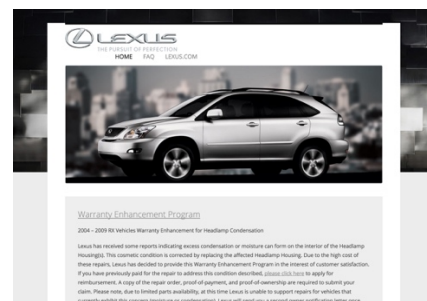 LEXUS
THE PURSUIT OF PERFECTION
HOME FAQ LEXUS.COM
Warranty Enhancement Program
2004 – 2009 RX Vehicles Warranty Enhancement for Headlamp Condensation
Lexus has received some reports indicating excess condensation or moisture can form on the interior of the Headlamp
Housing(s). This cosmetic condition is corrected by replacing the affected Headlamp Housing. Due to the high cost of
these repairs, Lexus has decided to provide this Warranty Enhancement Program in the interest of customer satisfaction.
If you have previously paid for the repair to address this condition described, please click here to apply for
reimbursement. A copy of the repair order, proof of payment, and proof of ownership are required to submit your
claim. Please note, due to limited parts availability, at this time Lexus is unable to support repairs for vehicles that